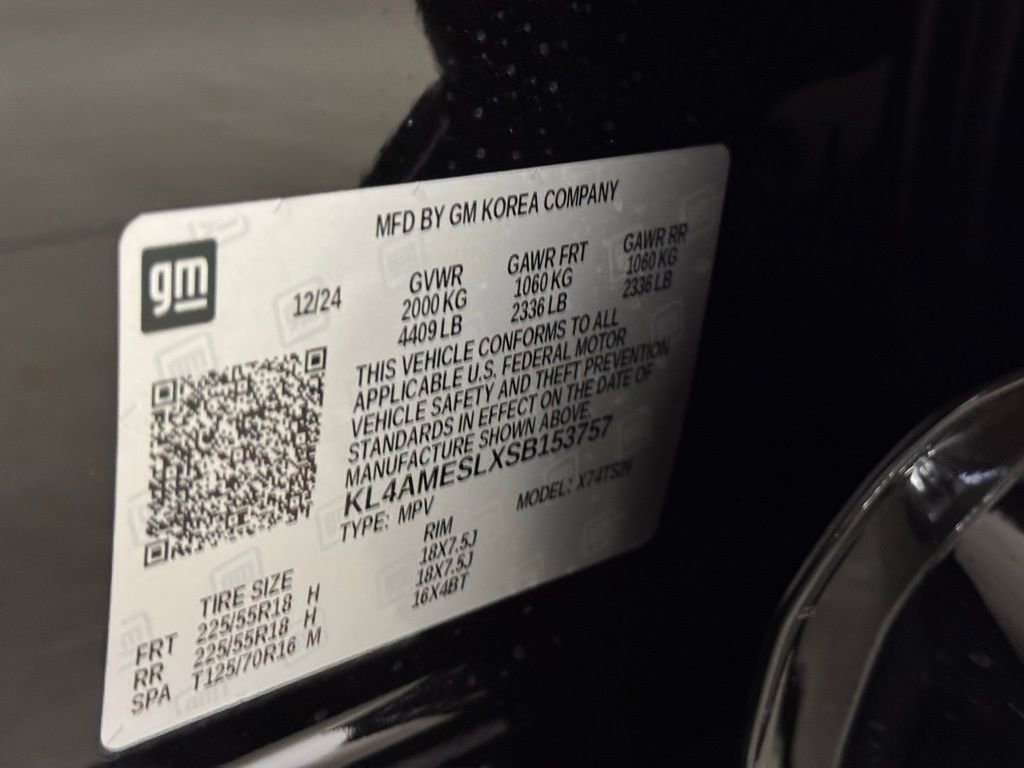 MFD BY GM KOREA COMPANY
gm
12/24
GVWR GAWR FRT GAWR RR
2000 KG 1060 KG 1060 KG
4409 LB 2336 LB 2336 LB
THIS VEHICLE CONFORMS TO ALL
APPLICABLE U.S. FEDERAL MOTOR
VEHICLE SAFETY AND THEFT PREVENTION
STANDARDS IN EFFECT ON THE DATE OF
MANUFACTURE SHOWN ABOVE.
KL4AMESLXSB153757
TYPE: MPV MODEL: X74TS26
TIRE SIZE RIM
FRT 225/55R18 H 18X7.5J
RR 225/55R18 H 18X7.5J
SPA T125/70R16 M 16X4BT